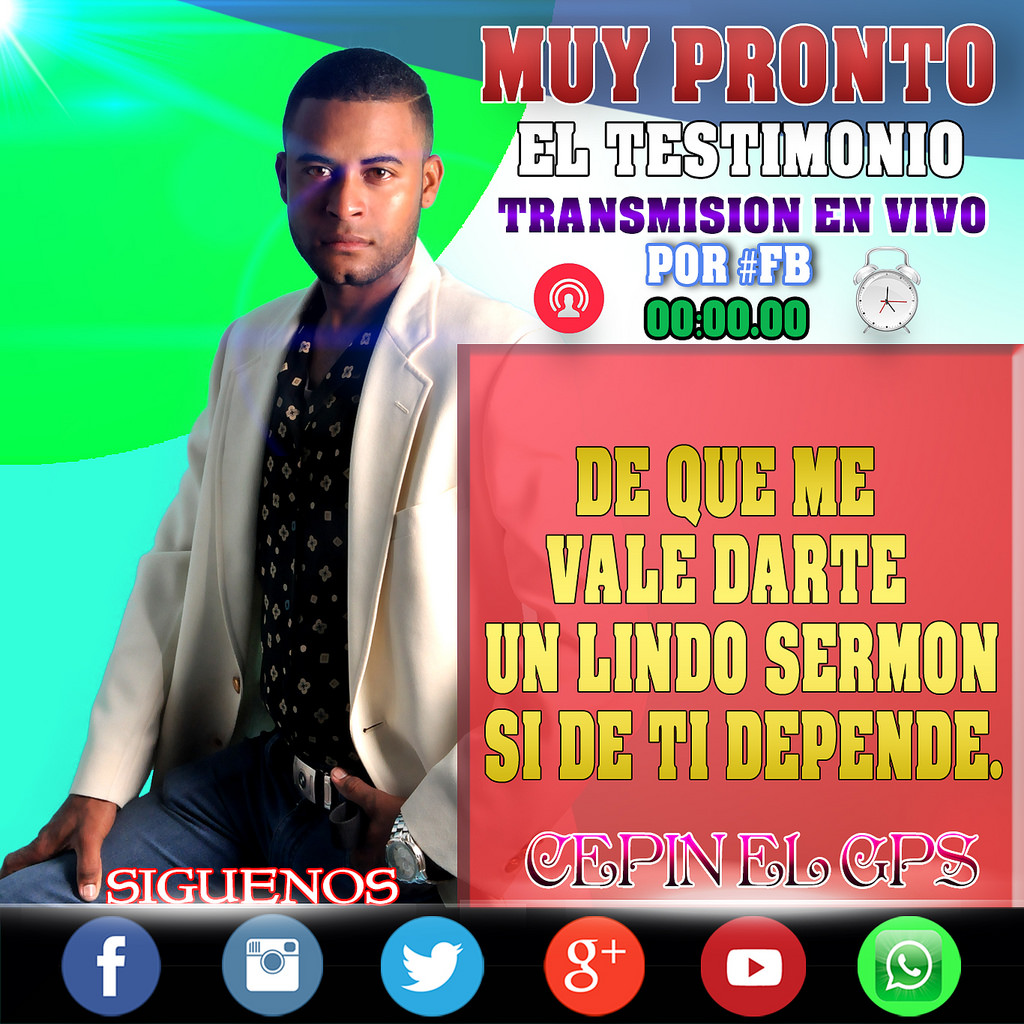 MUY PRONTO
EL TESTIMONIO
TRANSMISION EN VIVO
POR #FB
00:00.00
DE QUE ME
VALE DARTE
UN LINDO SERMON
SI DE TI DEPENDE.
CEPIN EL GPS
SIGUENOS
f
g+